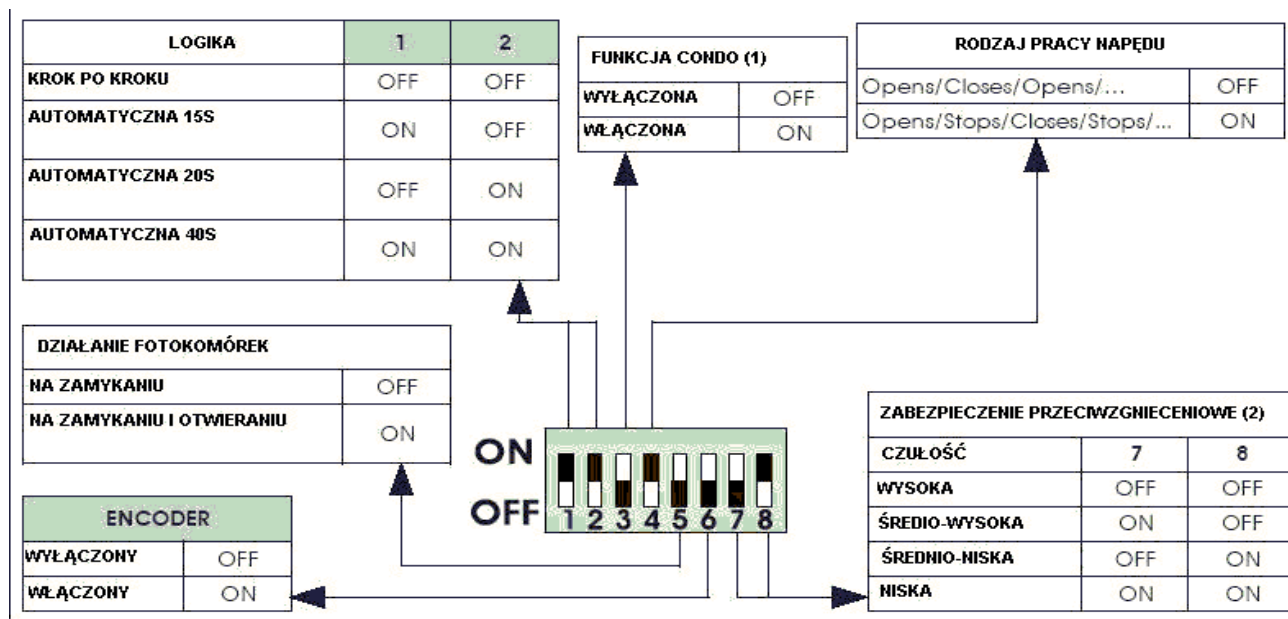 LOGIKA 1 2
KROK PO KROKU OFF OFF
AUTOMATYCZNA 15S ON OFF
AUTOMATYCZNA 20S OFF ON
AUTOMATYCZNA 40S ON ON
FUNKCJA CONDO (1)
WYŁĄCZONA OFF
WŁĄCZONA ON
RODZAJ PRACY NAPĘDU
Opens/Closes/Opens/... OFF
Opens/Stops/Closes/Stops/... ON
DZIAŁANIE FOTOKOMÓREK
NA ZAMYKANIU OFF
NA ZAMYKANIU I OTWIERANIU ON
ENCODER
WYŁĄCZONY OFF
WŁĄCZONY ON
ON
OFF
1 2 3 4 5 6 7 8
ZABEZPIECZENIE PRZECIWZGNIECENIOWE (2)
CZUŁOŚĆ 7 8
WYSOKA OFF OFF
ŚREDIO-WYSOKA ON OFF
ŚREDNIO-NISKA OFF ON
NISKA ON ON